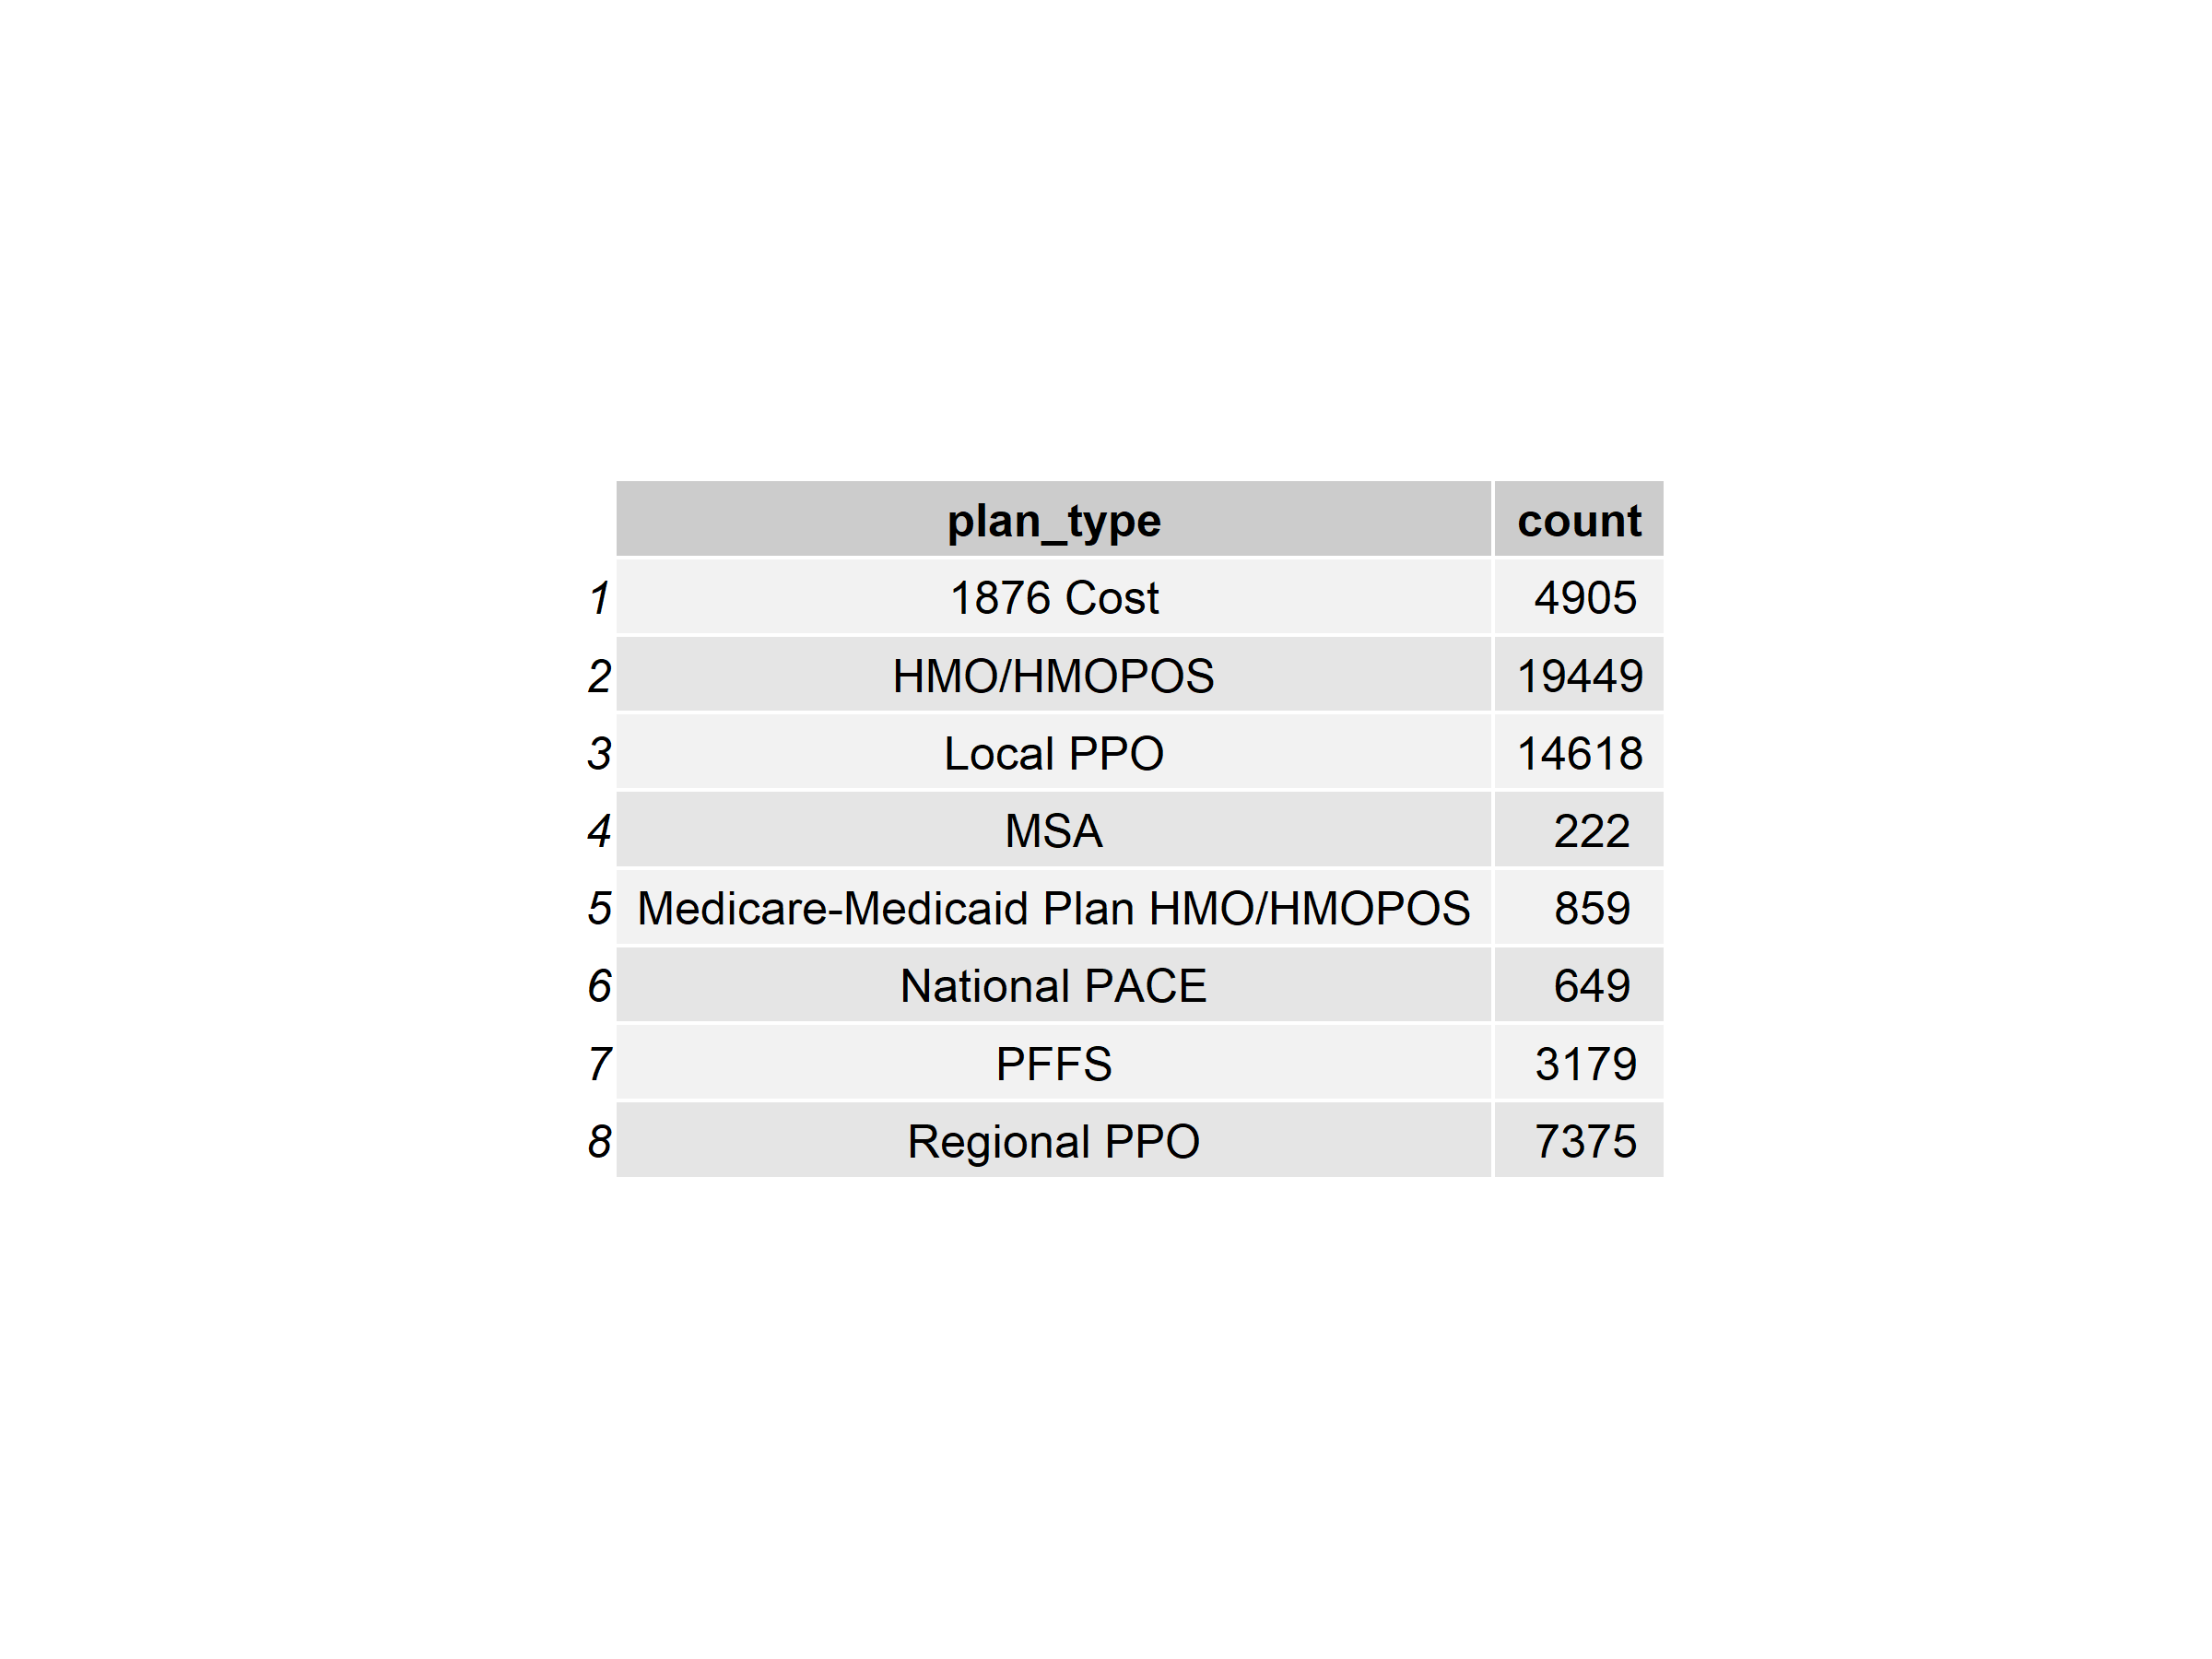 plan_type count
1 1876 Cost 4905
2 HMO/HMOPOS 19449
3 Local PPO 14618
4 MSA 222
5 Medicare-Medicaid Plan HMO/HMOPOS 859
6 National PACE 649
7 PFFS 3179
8 Regional PPO 7375